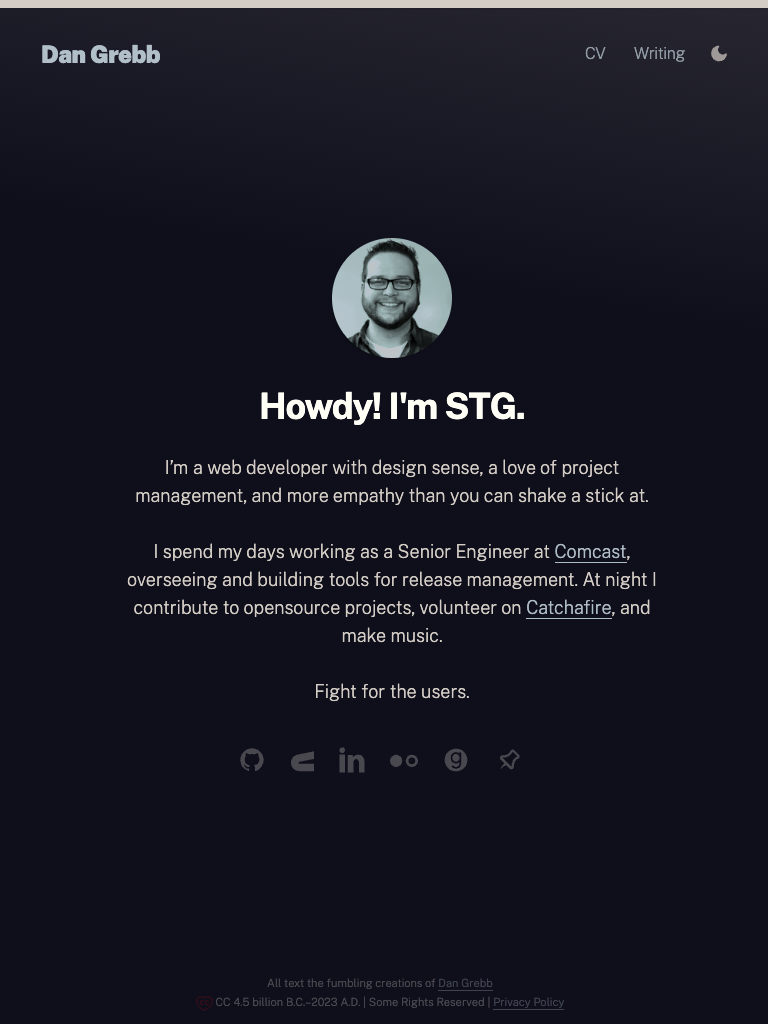 Dan Grebb
CV Writing
Howdy! I'm STG.
I’m a web developer with design sense, a love of project
management, and more empathy than you can shake a stick at.
I spend my days working as a Senior Engineer at Comcast,
overseeing and building tools for release management. At night I
contribute to opensource projects, volunteer on Catchafire, and
make music.
Fight for the users.
All text the fumbling creations of Dan Grebb
CC 4.5 billion B.C.–2023 A.D. | Some Rights Reserved | Privacy Policy